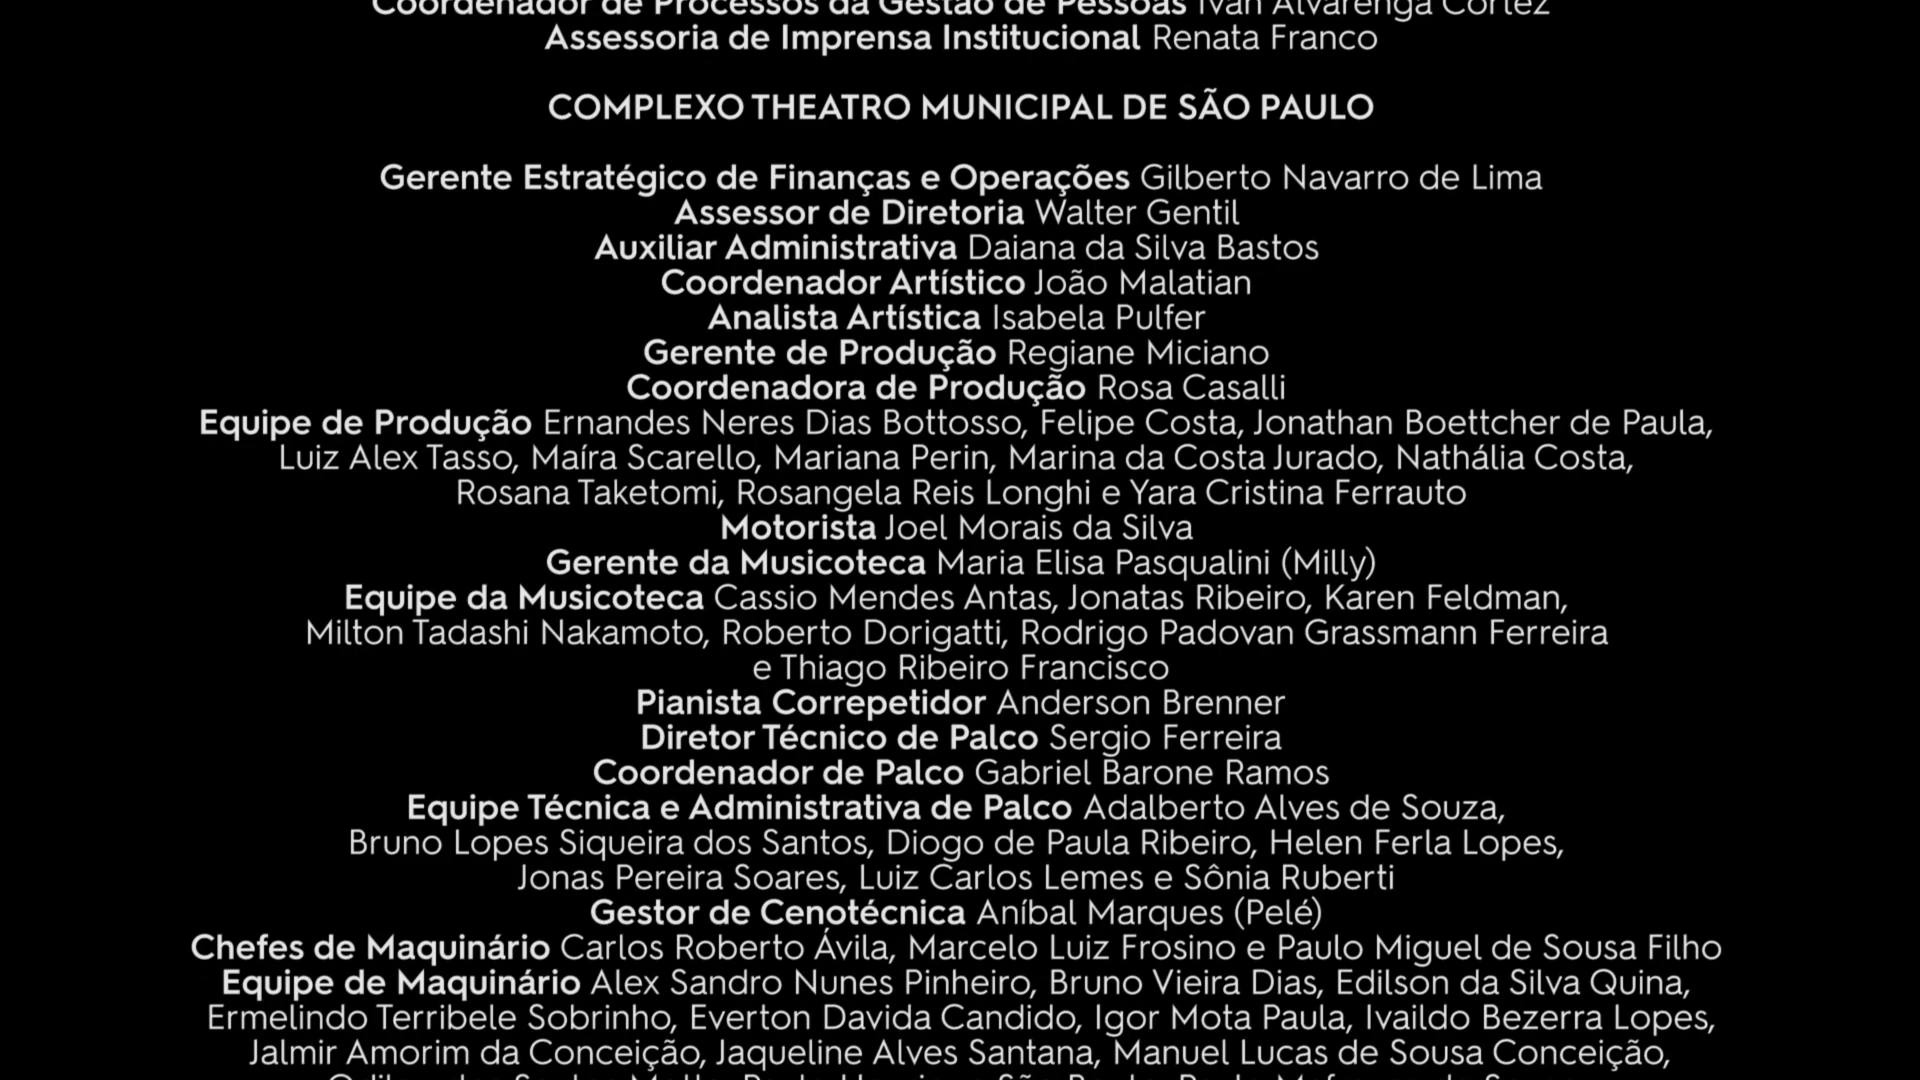 Coordenador de Processos da Gestão de Pessoas Ivan Alvarenga Cortez
Assessoria de Imprensa Institucional Renata Franco
COMPLEXO THEATRO MUNICIPAL DE SÃO PAULO
Gerente Estratégico de Finanças e Operações Gilberto Navarro de Lima
Assessor de Diretoria Walter Gentil
Auxiliar Administrativa Daiana da Silva Bastos
Coordenador Artístico João Malatian
Analista Artística Isabela Pulfer
Gerente de Produção Regiane Miciano
Coordenadora de Produção Rosa Casalli
Equipe de Produção Ernandes Neres Dias Bottosso, Felipe Costa, Jonathan Boettcher de Paula,
Luiz Alex Tasso, Maíra Scarello, Mariana Perin, Marina da Costa Jurado, Nathália Costa,
Rosana Taketomi, Rosangela Reis Longhi e Yara Cristina Ferrauto
Motorista Joel Morais da Silva
Gerente da Musicoteca Maria Elisa Pasqualini (Milly)
Equipe da Musicoteca Cassio Mendes Antas, Jonatas Ribeiro, Karen Feldman,
Milton Tadashi Nakamoto, Roberto Dorigatti, Rodrigo Padovan Grassmann Ferreira
e Thiago Ribeiro Francisco
Pianista Correpetidor Anderson Brenner
Diretor Técnico de Palco Sergio Ferreira
Coordenador de Palco Gabriel Barone Ramos
Equipe Técnica e Administrativa de Palco Adalberto Alves de Souza,
Bruno Lopes Siqueira dos Santos, Diogo de Paula Ribeiro, Helen Ferla Lopes,
Jonas Pereira Soares, Luiz Carlos Lemes e Sônia Ruberti
Gestor de Cenotécnica Aníbal Marques (Pelé)
Chefes de Maquinário Carlos Roberto Ávila, Marcelo Luiz Frosino e Paulo Miguel de Sousa Filho
Equipe de Maquinário Alex Sandro Nunes Pinheiro, Bruno Vieira Dias, Edilson da Silva Quina,
Ermelindo Terribele Sobrinho, Everton Davida Candido, Igor Mota Paula, Ivaildo Bezerra Lopes,
Jalmir Amorim da Conceição, Jaqueline Alves Santana, Manuel Lucas de Sousa Conceição,